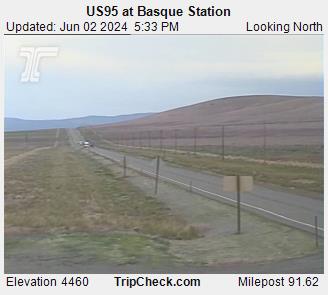 US95 at Basque Station
Updated: Jun 02 2024 5:33 PM Looking North
Elevation 4460 TripCheck.com Milepost 91.62